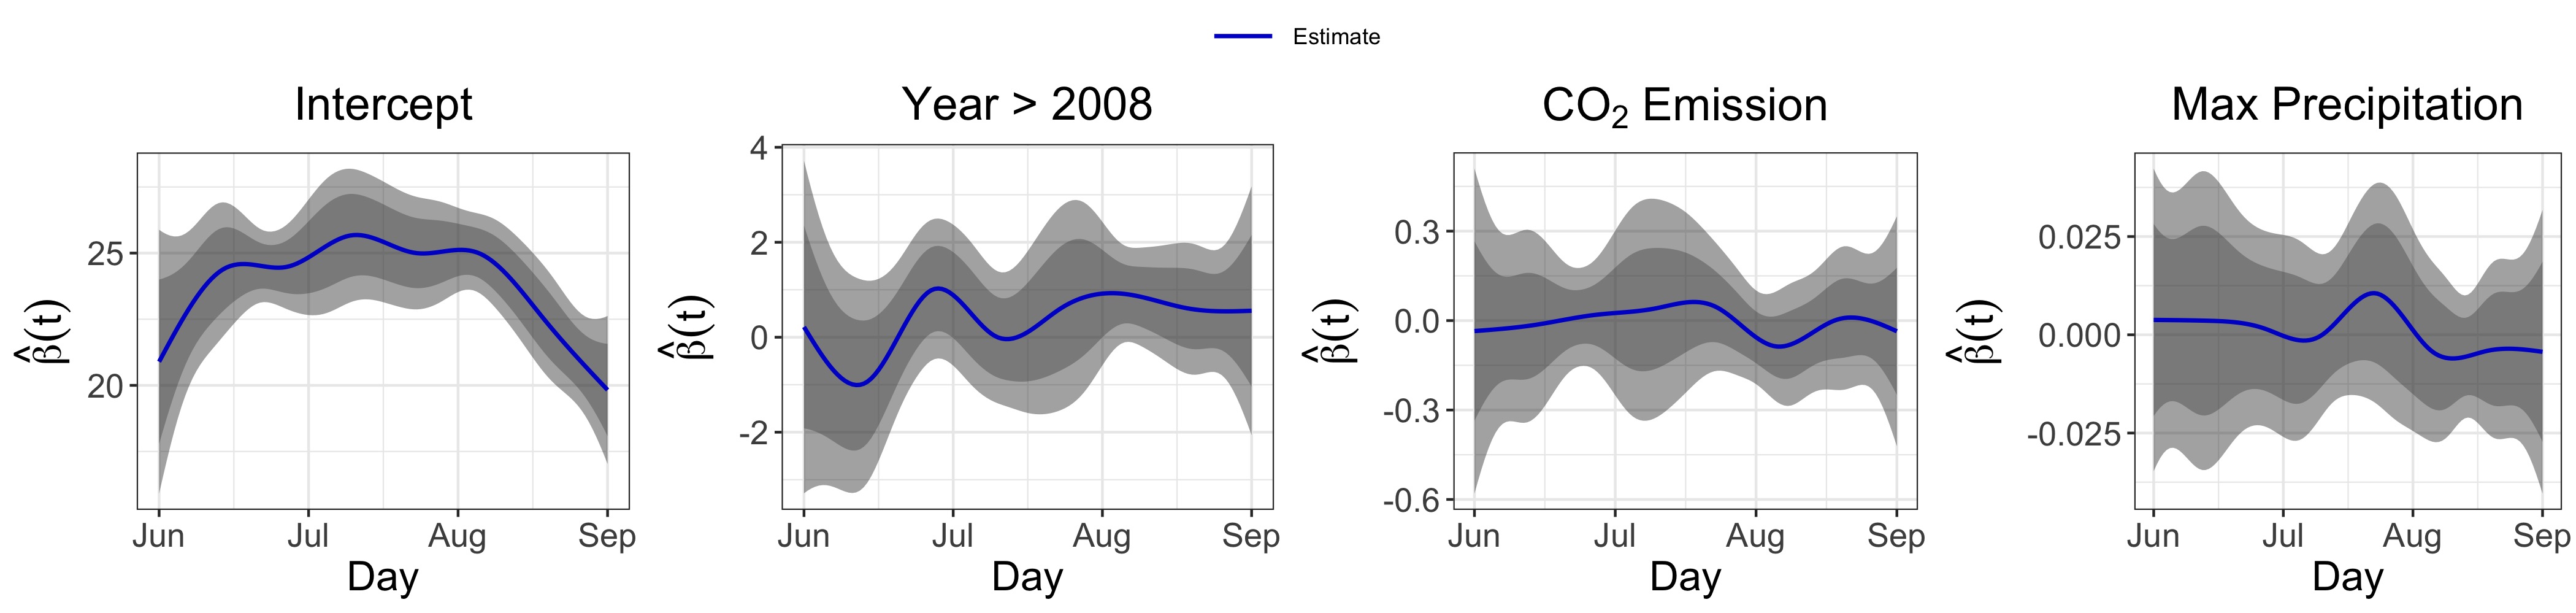 Estimate
Intercept
25
20
Jun Jul Aug Sep
Day
β̂(t)
Year > 2008
4
2
0
-2
Jun Jul Aug Sep
Day
β̂(t)
CO₂ Emission
0.3
0.0
-0.3
-0.6
Jun Jul Aug Sep
Day
β̂(t)
Max Precipitation
0.025
0.000
-0.025
Jun Jul Aug Sep
Day
β̂(t)